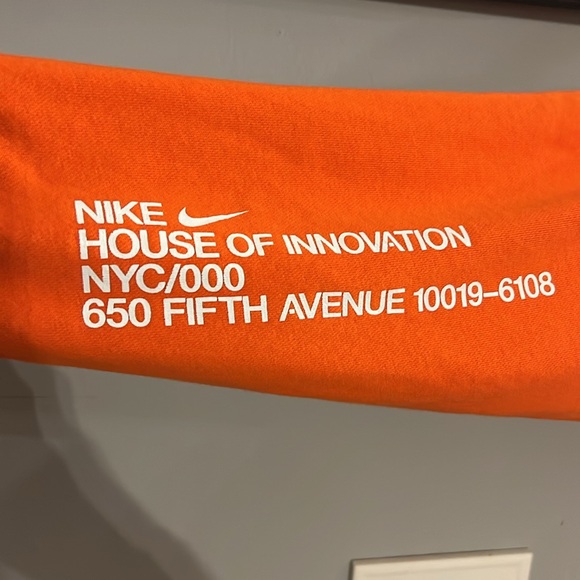 NIKE
HOUSE OF INNOVATION
NYC/000
650 FIFTH AVENUE 10019-6108